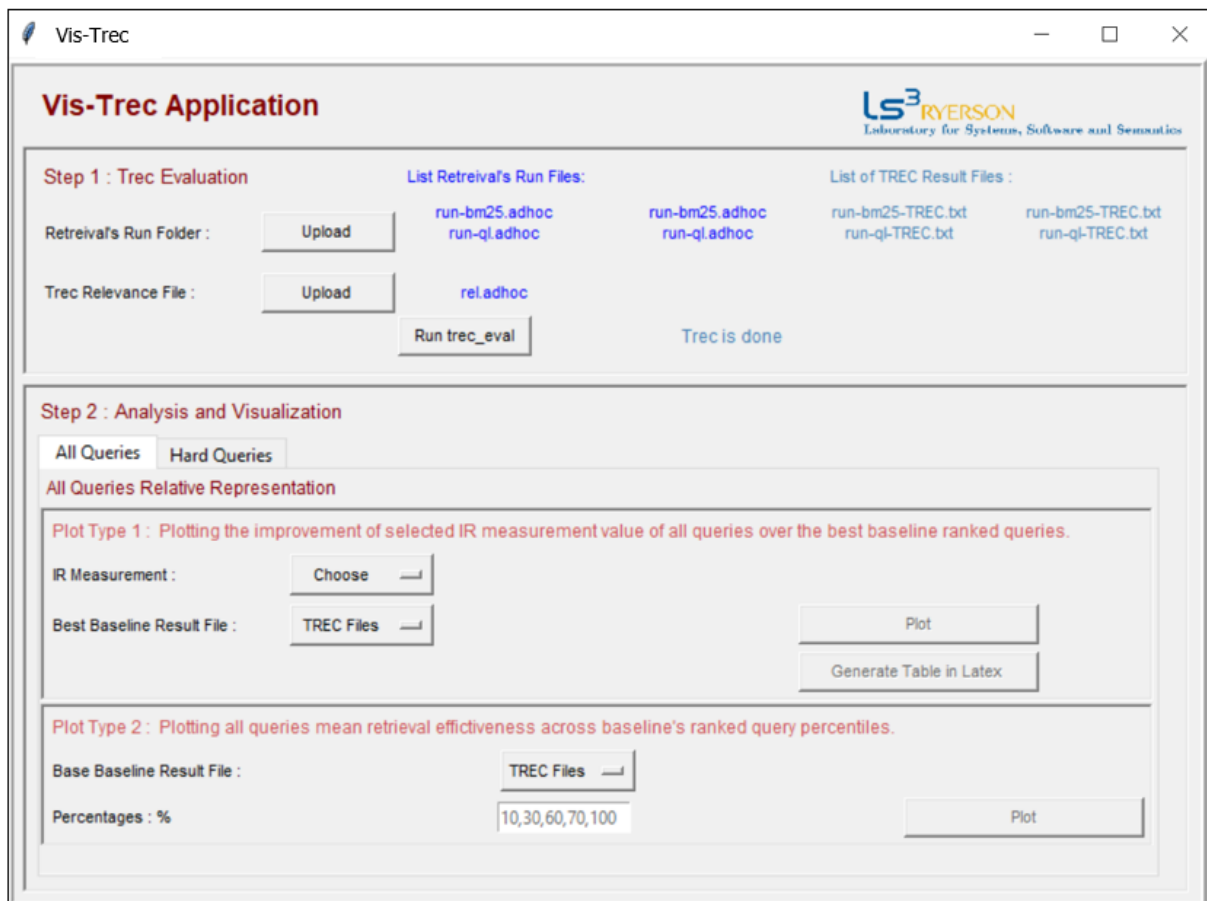 Vis-Trec
Vis-Trec Application
Ls3 RYERSON
Laboratory for Systems, Software and Semantics
Step 1 : Trec Evaluation
List Retreival's Run Files:
List of TREC Result Files :
Retreival's Run Folder :
Upload
run-bm25.adhoc
run-ql.adhoc
run-bm25.adhoc
run-ql.adhoc
run-bm25-TREC.txt
run-ql-TREC.txt
run-bm25-TREC.txt
run-ql-TREC.txt
Trec Relevance File :
Upload
rel.adhoc
Run trec_eval
Trec is done
Step 2 : Analysis and Visualization
All Queries
Hard Queries
All Queries Relative Representation
Plot Type 1 : Plotting the improvement of selected IR measurement value of all queries over the best baseline ranked queries.
IR Measurement :
Choose
Best Baseline Result File :
TREC Files
Plot
Generate Table in Latex
Plot Type 2 : Plotting all queries mean retrieval effictiveness across baseline's ranked query percentiles.
Base Baseline Result File :
TREC Files
Percentages : %
10,30,60,70,100
Plot